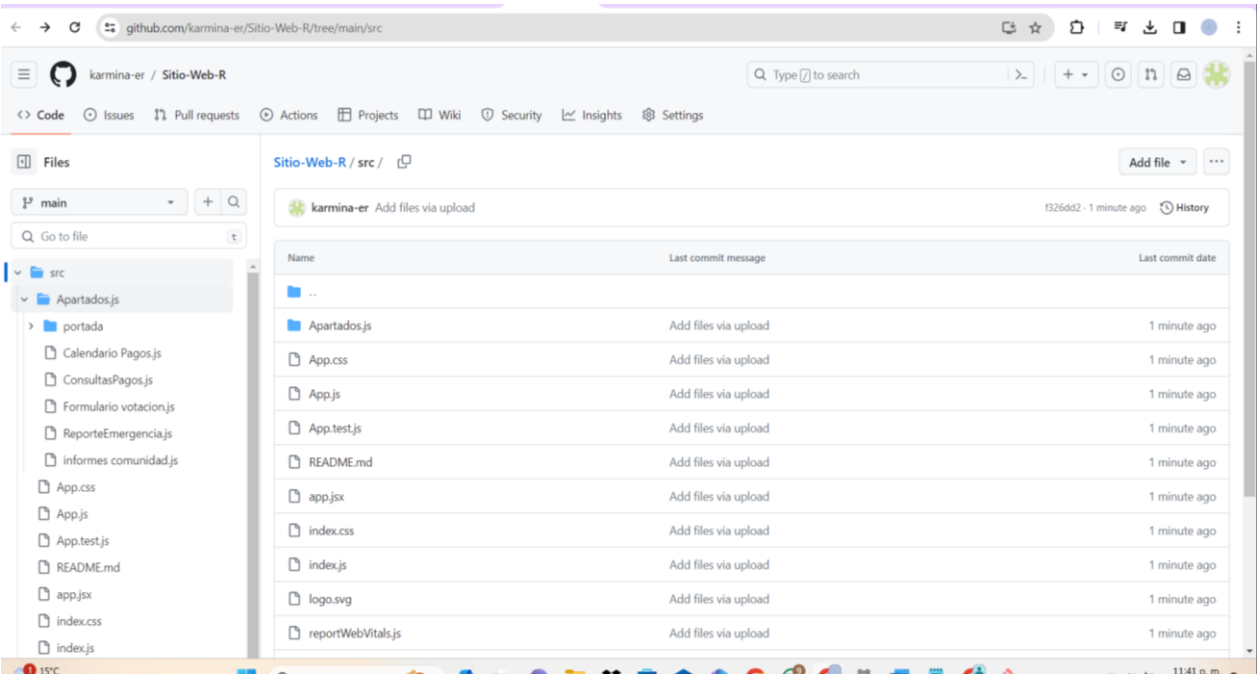 github.com/karmina-er/Sitio-Web-R/tree/main/src
karmina-er / Sitio-Web-R
Type / to search
<> Code Issues Pull requests Actions Projects Wiki Security Insights Settings
Files
Sitio-Web-R / src /
Add file
main
karmina-er Add files via upload
f326dd2 · 1 minute ago History
Go to file t
Name Last commit message Last commit date
src
..
Apartados.js
portada
Calendario Pagos.js
ConsultasPagos.js
Formulario votacion.js
ReporteEmergencia.js
informes comunidad.js
App.css
App.js
App.test.js
README.md
app.jsx
index.css
index.js
Apartados.js Add files via upload 1 minute ago
App.css Add files via upload 1 minute ago
App.js Add files via upload 1 minute ago
App.test.js Add files via upload 1 minute ago
README.md Add files via upload 1 minute ago
app.jsx Add files via upload 1 minute ago
index.css Add files via upload 1 minute ago
index.js Add files via upload 1 minute ago
logo.svg Add files via upload 1 minute ago
reportWebVitals.js Add files via upload 1 minute ago
1 15°C
9
11:41 p. m.